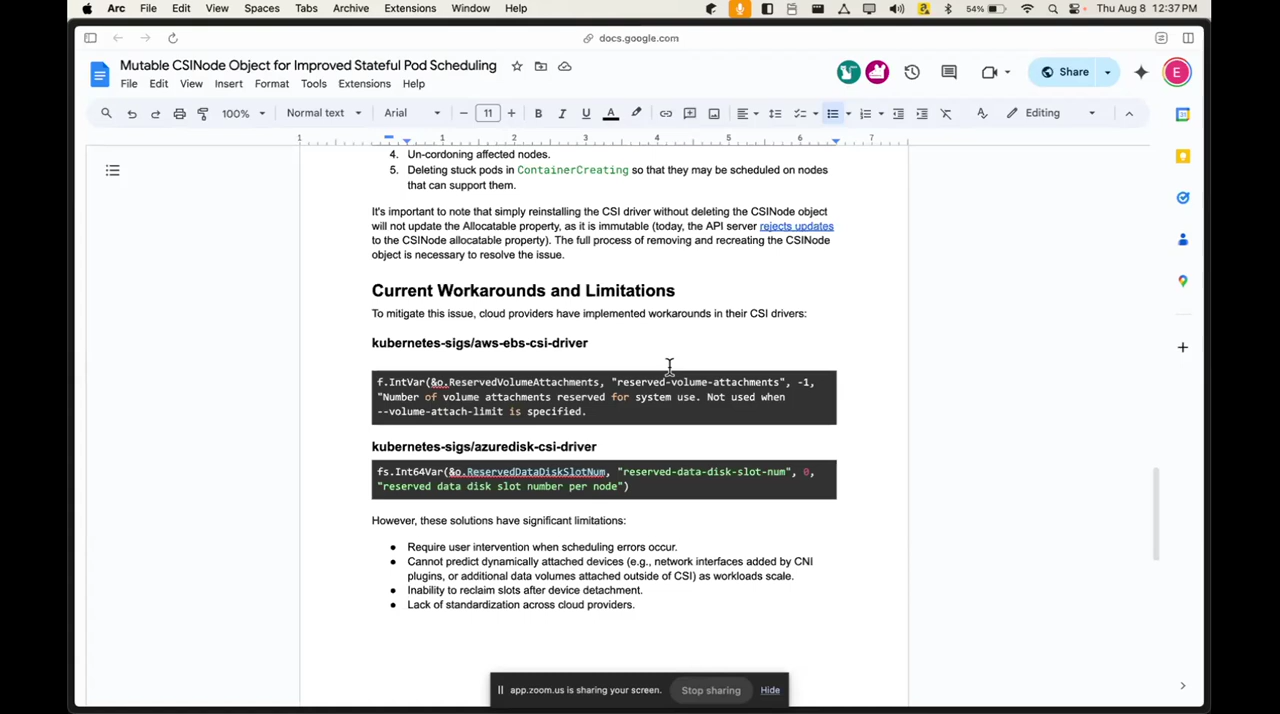 Arc File Edit View Spaces Tabs Archive Extensions Window Help 54% Thu Aug 8 12:37 PM
docs.google.com
Mutable CSINode Object for Improved Stateful Pod Scheduling
File Edit View Insert Format Tools Extensions Help
Share
E
100% Normal text Arial 11 B I U A Editing
1 1 2 3 4 5 6 7
4. Un-cordoning affected nodes.
5. Deleting stuck pods in ContainerCreating so that they may be scheduled on nodes
that can support them.
It's important to note that simply reinstalling the CSI driver without deleting the CSINode object
will not update the Allocatable property, as it is immutable (today, the API server rejects updates
to the CSINode allocatable property). The full process of removing and recreating the CSINode
object is necessary to resolve the issue.
Current Workarounds and Limitations
To mitigate this issue, cloud providers have implemented workarounds in their CSI drivers:
kubernetes-sigs/aws-ebs-csi-driver
f.IntVar(&o.ReservedVolumeAttachments, "reserved-volume-attachments", -1,
"Number of volume attachments reserved for system use. Not used when
--volume-attach-limit is specified.
kubernetes-sigs/azuredisk-csi-driver
fs.Int64Var(&o.ReservedDataDiskSlotNum, "reserved-data-disk-slot-num", 0,
"reserved data disk slot number per node")
However, these solutions have significant limitations:
● Require user intervention when scheduling errors occur.
● Cannot predict dynamically attached devices (e.g., network interfaces added by CNI
plugins, or additional data volumes attached outside of CSI) as workloads scale.
● Inability to reclaim slots after device detachment.
● Lack of standardization across cloud providers.
app.zoom.us is sharing your screen. Stop sharing Hide